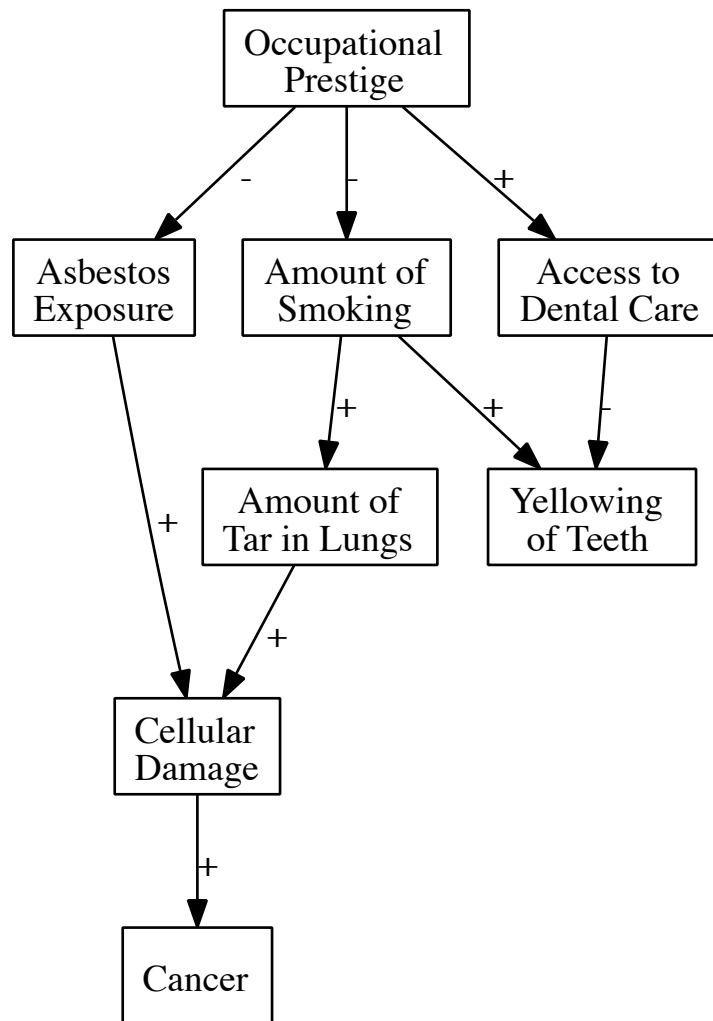 Occupational
Prestige
-
-
+
Asbestos
Exposure
Amount of
Smoking
Access to
Dental Care
+
+
-
Amount of
Tar in Lungs
Yellowing
of Teeth
+
+
Cellular
Damage
+
Cancer